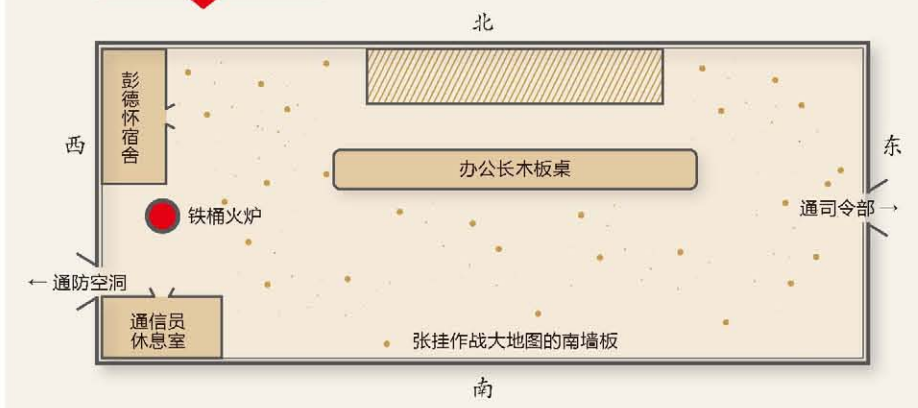 北
彭德怀宿舍
西
东
办公长木板桌
铁桶火炉
通司令部 →
← 通防空洞
通信员
休息室
张挂作战大地图的南墙板
南